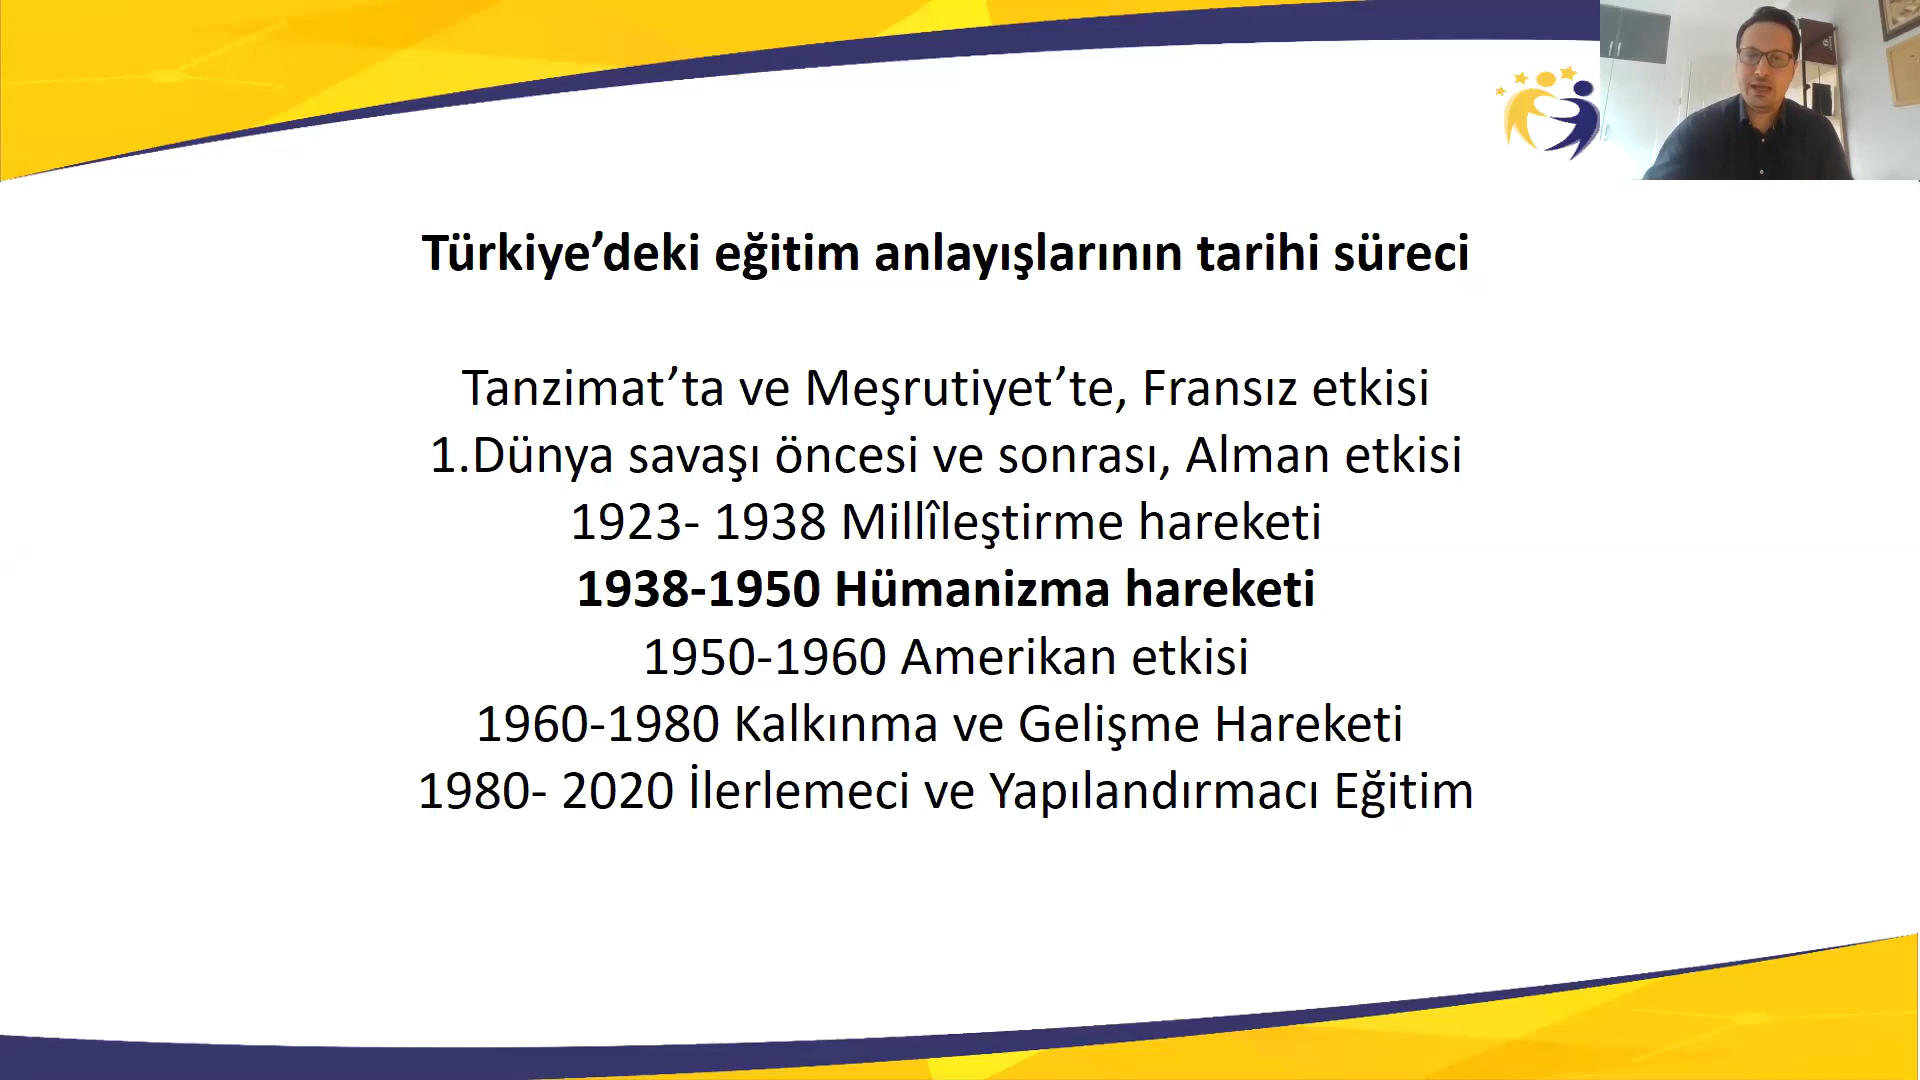 Türkiye’deki eğitim anlayışlarının tarihi süreci
Tanzimat’ta ve Meşrutiyet’te, Fransız etkisi
1.Dünya savaşı öncesi ve sonrası, Alman etkisi
1923- 1938 Millîleştirme hareketi
1938-1950 Hümanizma hareketi
1950-1960 Amerikan etkisi
1960-1980 Kalkınma ve Gelişme Hareketi
1980- 2020 İlerlemeci ve Yapılandırmacı Eğitim